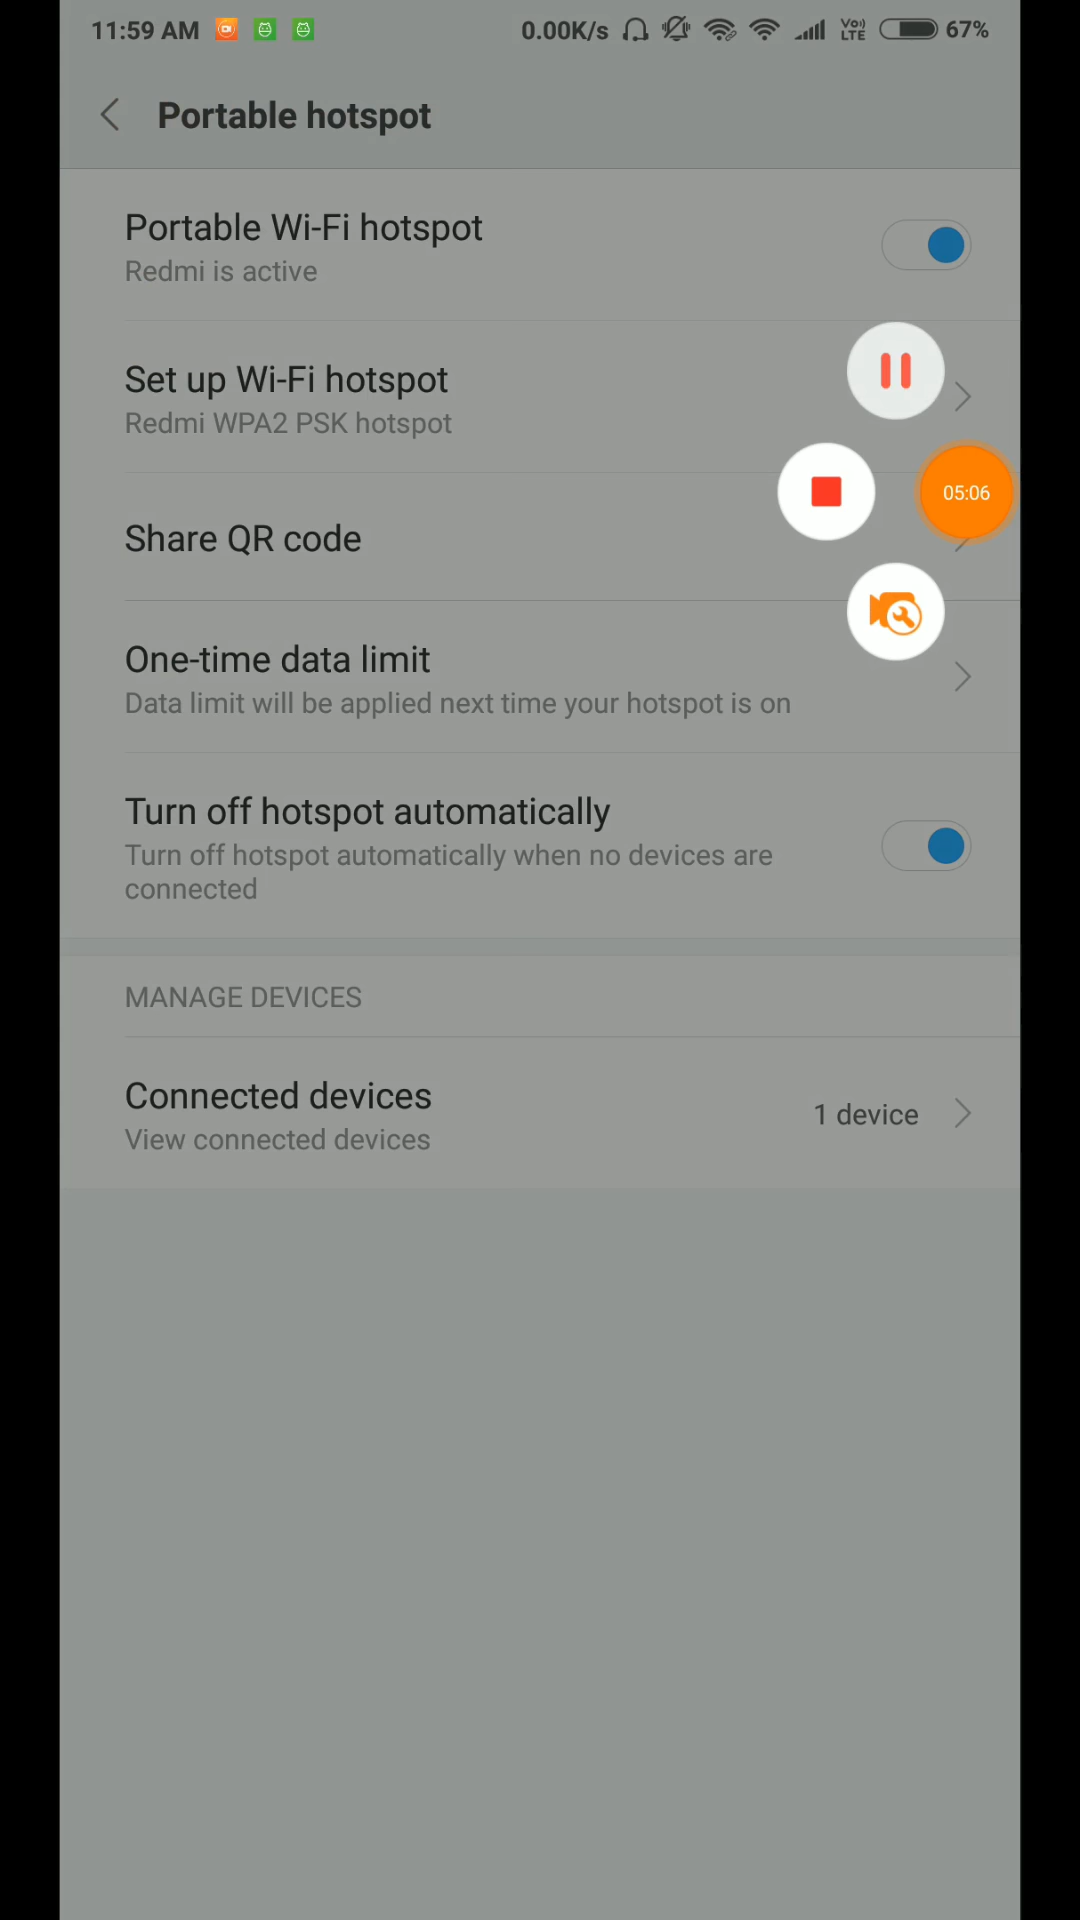 11:59 AM 0.00K/s Vo)) LTE 67%
Portable hotspot
Portable Wi-Fi hotspot
Redmi is active
Set up Wi-Fi hotspot
Redmi WPA2 PSK hotspot
05:06
Share QR code
One-time data limit
Data limit will be applied next time your hotspot is on
Turn off hotspot automatically
Turn off hotspot automatically when no devices are
connected
MANAGE DEVICES
Connected devices
View connected devices
1 device